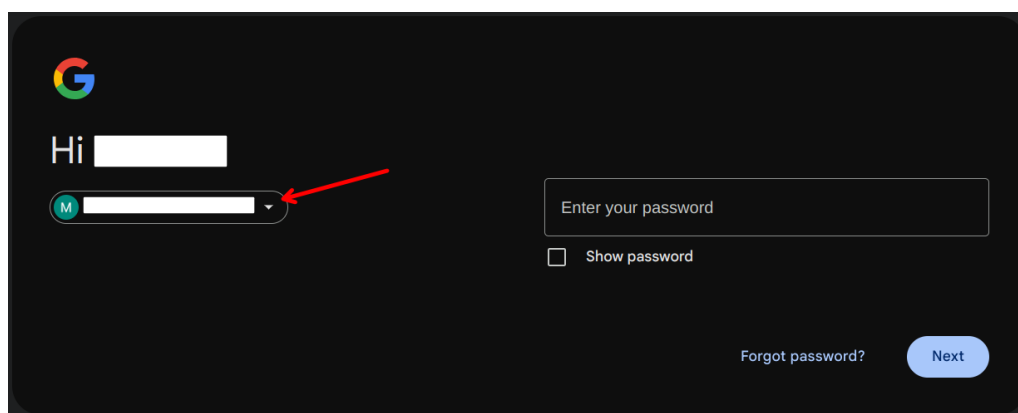 Hi
M
Enter your password
Show password
Forgot password?
Next